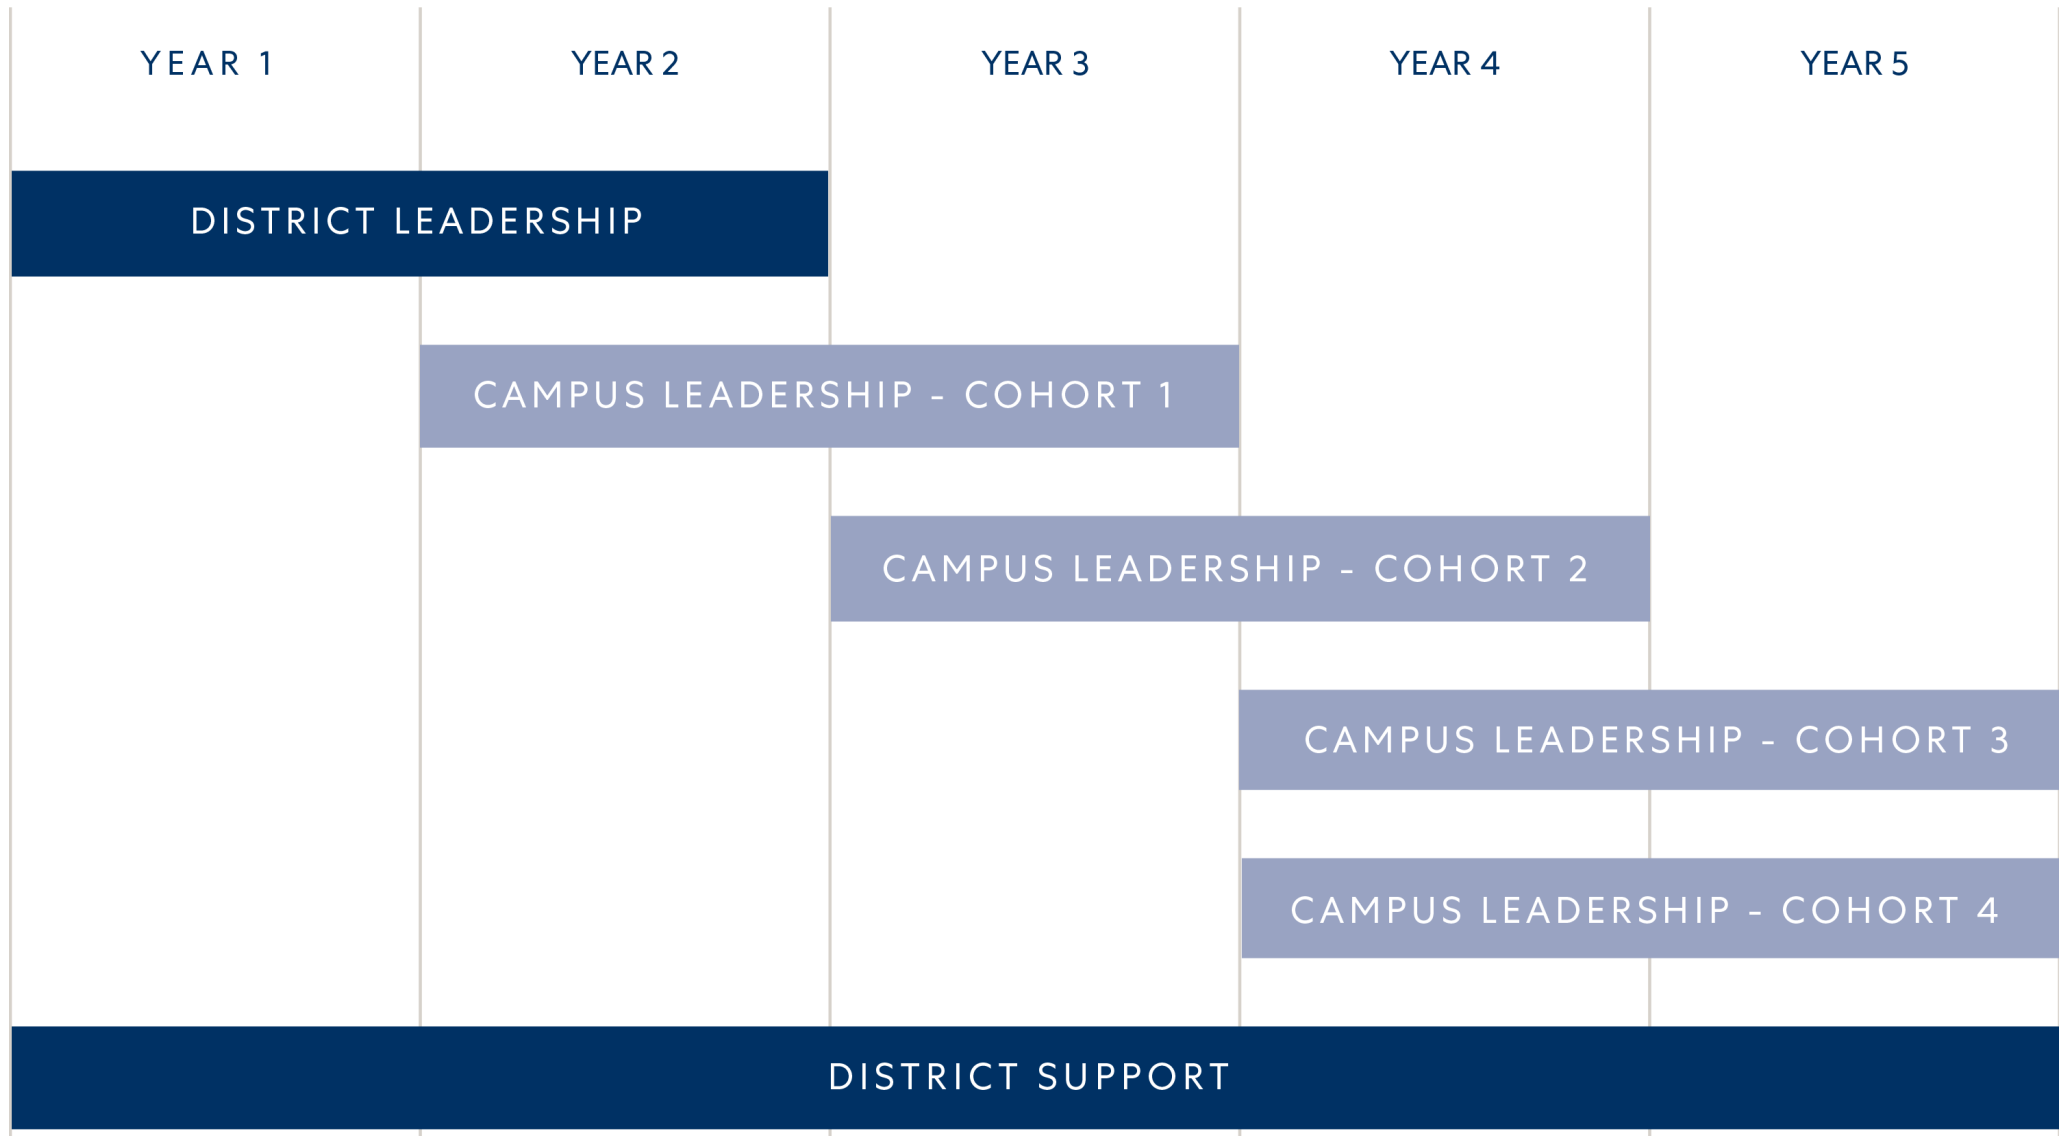 YEAR 1
YEAR 2
YEAR 3
YEAR 4
YEAR 5
DISTRICT LEADERSHIP
CAMPUS LEADERSHIP - COHORT 1
CAMPUS LEADERSHIP - COHORT 2
CAMPUS LEADERSHIP - COHORT 3
CAMPUS LEADERSHIP - COHORT 4
DISTRICT SUPPORT